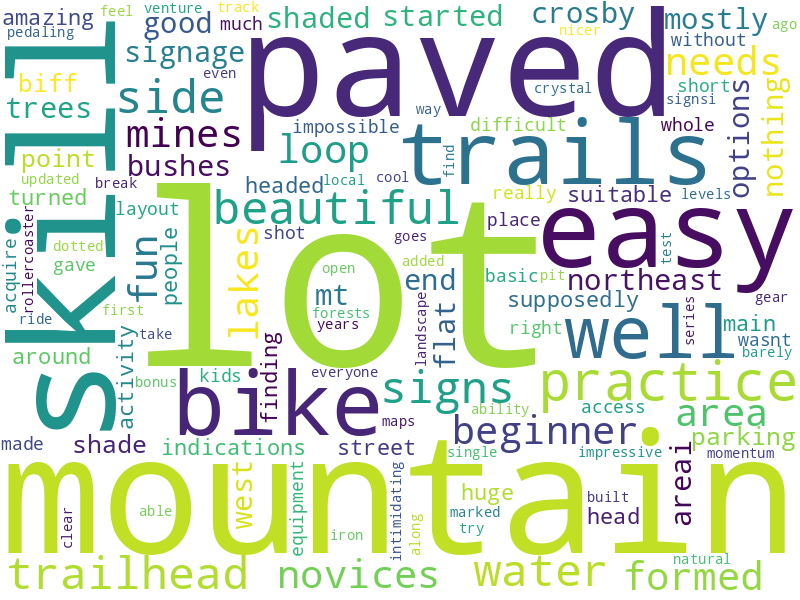 feel venture track
amazing good much shaded started crosby mostly ago
pedaling nicer without
skill signage paved needs
biff even crystal short
trees side signsi
mines impossible trails difficult whole options nothing
point bushes loop way find
updated headed local cool really suitable levels
turned break beautiful place
layout lot easy
acquire rollercoaster dotted fun people shot goes northeast test
gave lakes open added end basic pit gear
forests mt supposedly series
first years landscape flat right well main
ride take wasnt
around activity finding barely
bonus kids everyone signs practice
bike maps ability access area
made shade indications street beginner parking
single impressive areai momentum
mountain
west equipment huge built
able intimidating marked head
clear iron along try
natural
trailhead novices water formed